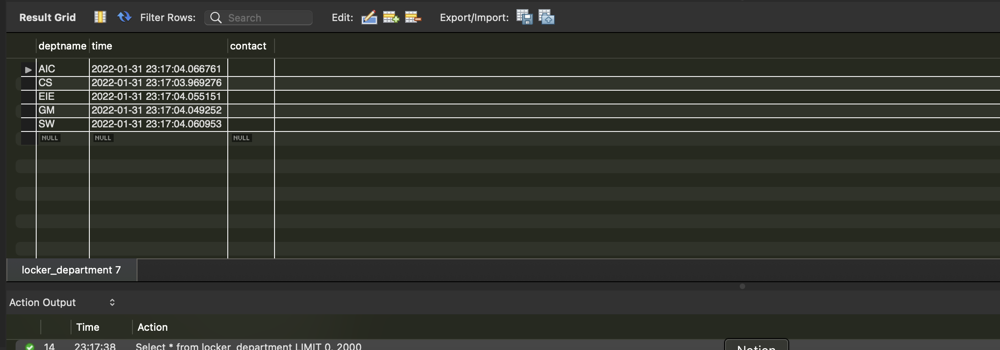 Result Grid Filter Rows: Search Edit: Export/Import:
deptname time contact
AIC 2022-01-31 23:17:04.066761
CS 2022-01-31 23:17:03.969276
EIE 2022-01-31 23:17:04.055151
GM 2022-01-31 23:17:04.049252
SW 2022-01-31 23:17:04.060953
NULL NULL NULL
locker_department 7
Action Output
Time Action
14 23:17:38 Select * from locker_department LIMIT 0, 2000
Notion